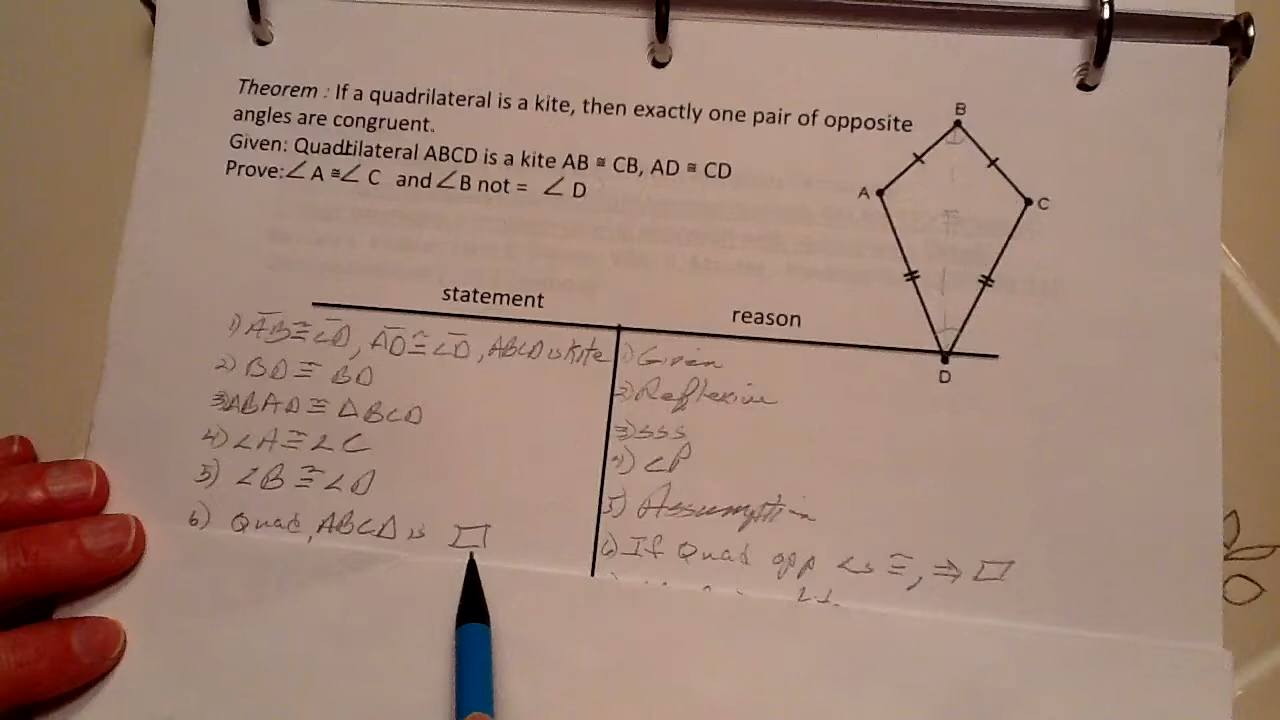 Theorem : If a quadrilateral is a kite, then exactly one pair of opposite
angles are congruent.
Given: Quadrilateral ABCD is a kite AB ≅ CB, AD ≅ CD
Prove:∠A ≅∠C and ∠B not = ∠D
B
A
C
D
statement
reason
1) AB ≅ CD, AD ≅ CD, ABCD is Kite
1) Given
2) BD ≅ BD
2) Reflexive
3) ABAD ≅ ΔBCD
3) SSS
4) ∠A ≅ ∠C
4) CP
5) ∠B ≅ ∠D
5) Assumption
6) Quad, ABCD is ▱
6) If Quad opp ∠s ≅, ⇒ ▱